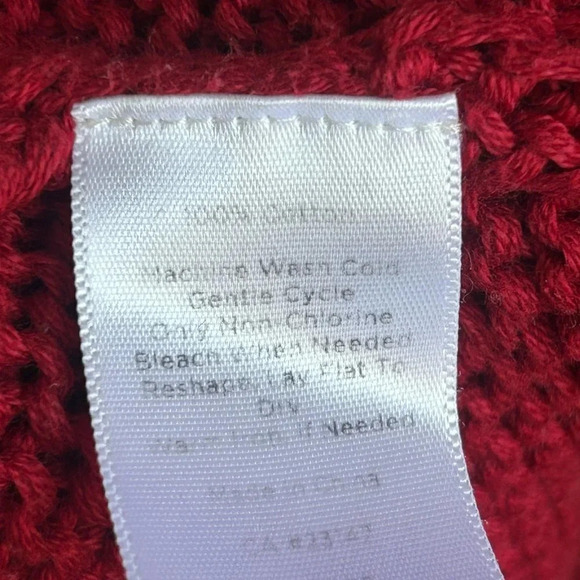 100% Cotton
Machine Wash Cold
Gentle Cycle
Only Non-Chlorine
Bleach When Needed
Reshape, Lay Flat To
Dry
Iron If Needed
Made in China